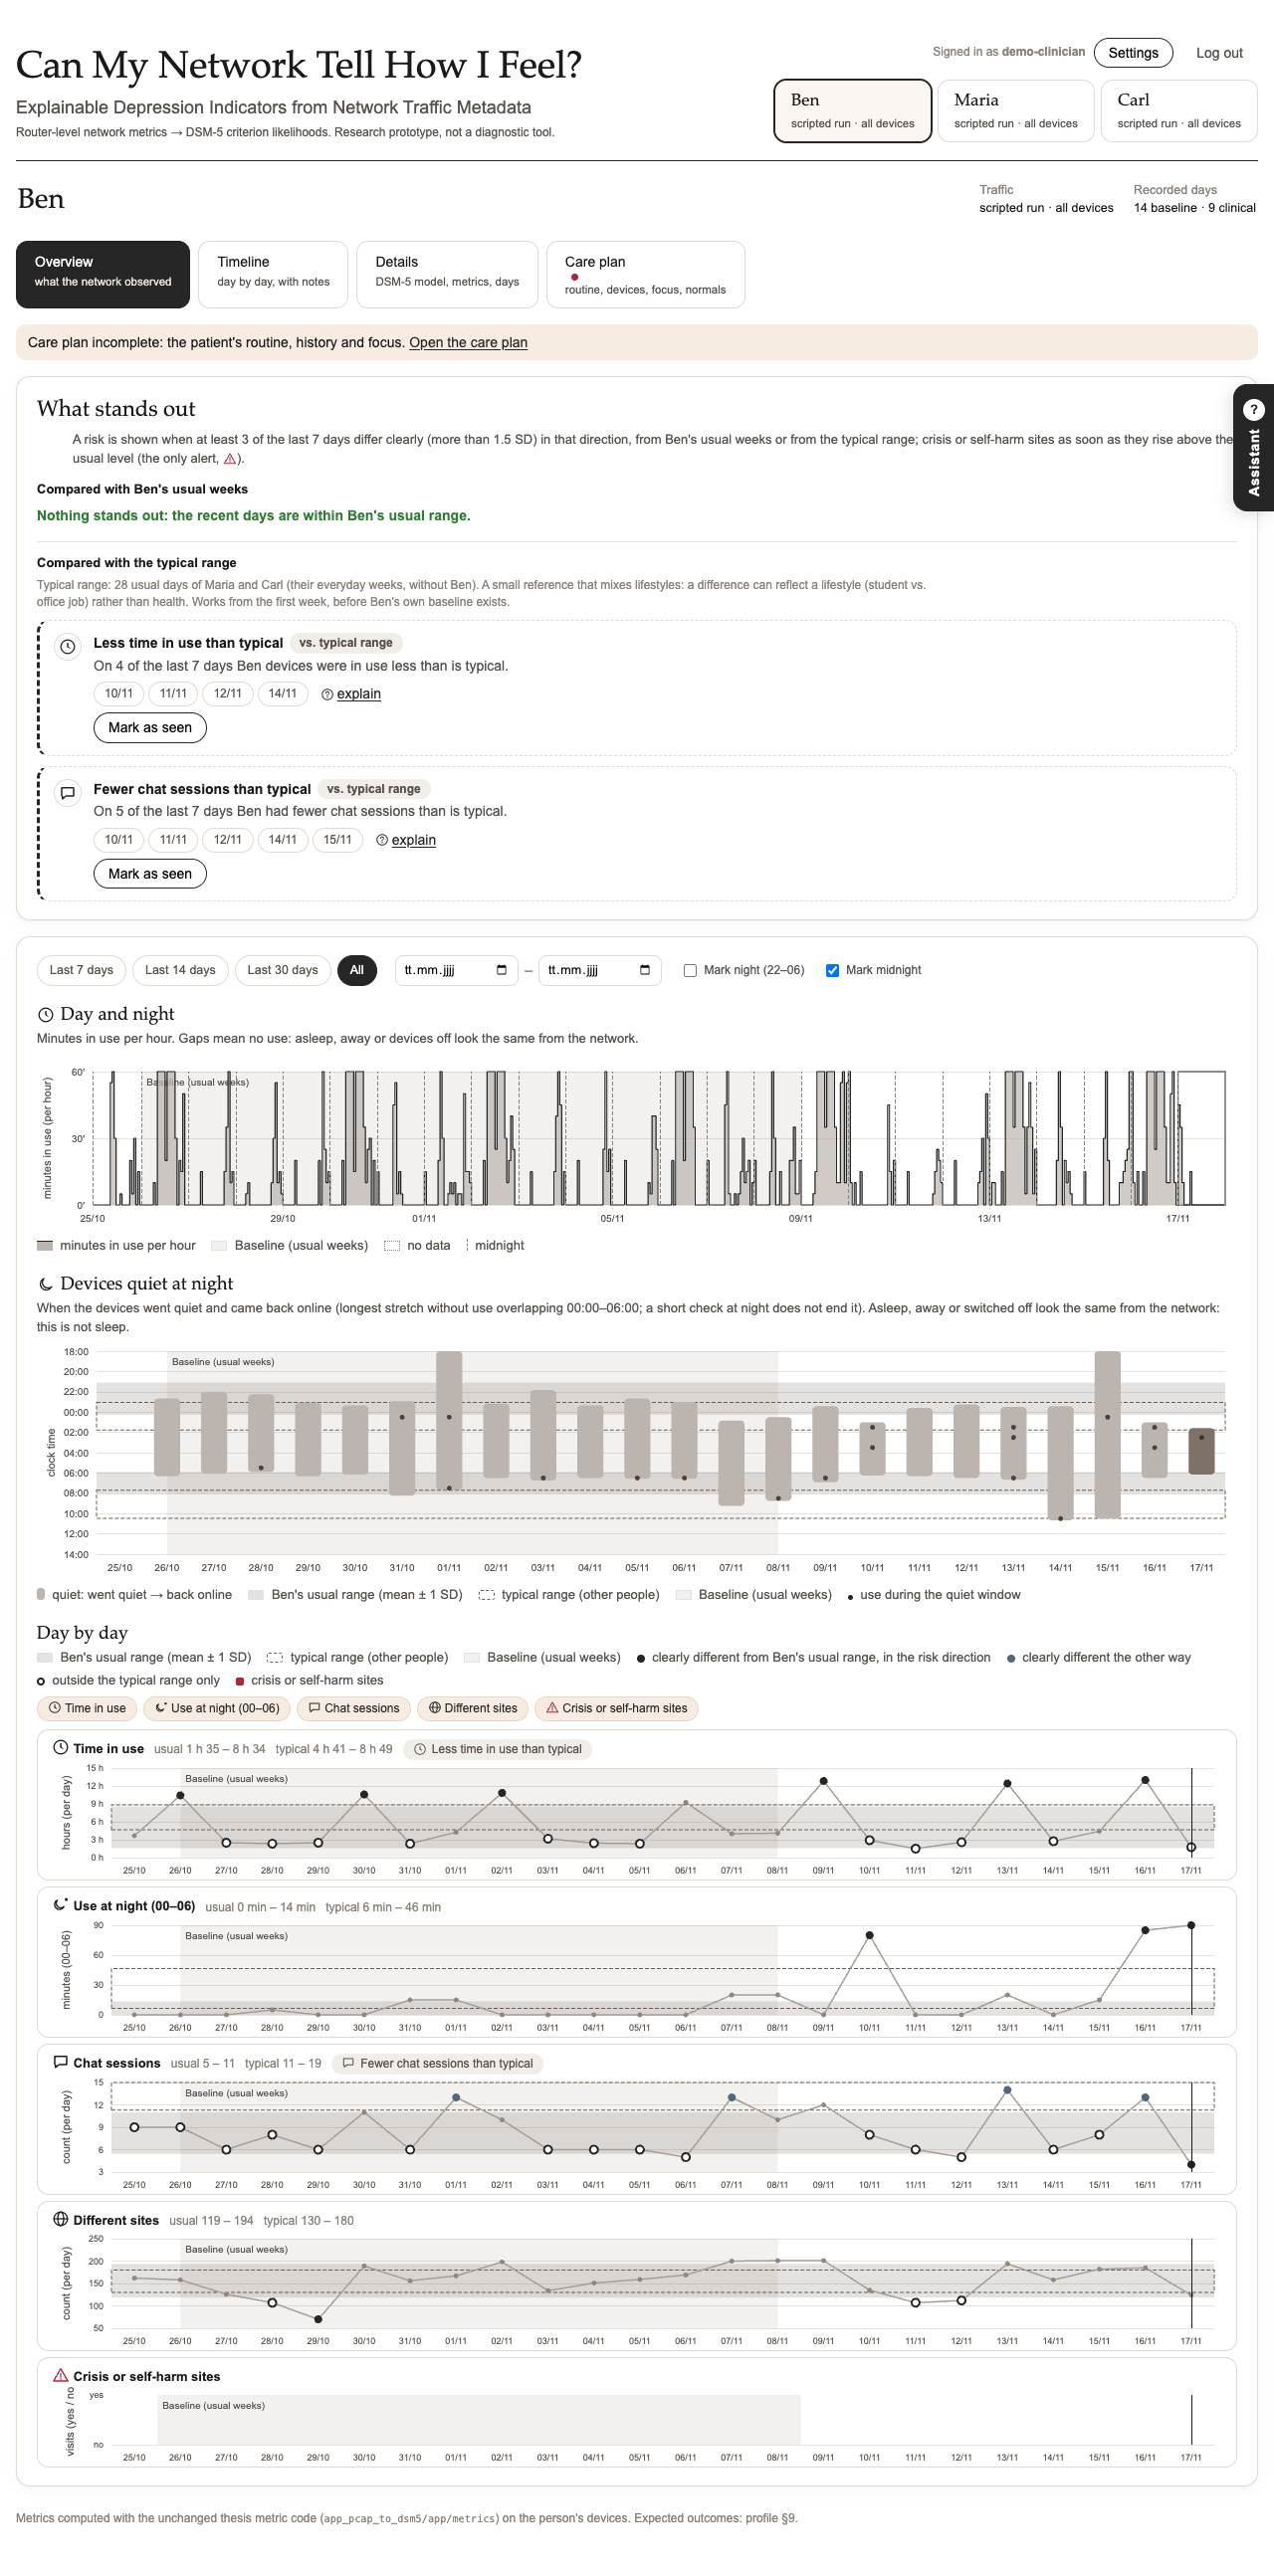 Can My Network Tell How I Feel?
Explainable Depression Indicators from Network Traffic Metadata
Router-level network metrics → DSM-5 criterion likelihoods. Research prototype, not a diagnostic tool.
Signed in as demo-clinician
Settings
Log out
Ben
scripted run · all devices
Maria
scripted run · all devices
Carl
scripted run · all devices
Ben
Traffic
scripted run · all devices
Recorded days
14 baseline · 9 clinical
Overview
what the network observed
Timeline
day by day, with notes
Details
DSM-5 model, metrics, days
Care plan
routine, devices, focus, normals
Care plan incomplete: the patient's routine, history and focus. Open the care plan
? Assistant
What stands out
A risk is shown when at least 3 of the last 7 days differ clearly (more than 1.5 SD) in that direction, from Ben's usual weeks or from the typical range; crisis or self-harm sites as soon as they rise above the
usual level (the only alert, ⚠).
Compared with Ben's usual weeks
Nothing stands out: the recent days are within Ben's usual range.
Compared with the typical range
Typical range: 28 usual days of Maria and Carl (their everyday weeks, without Ben). A small reference that mixes lifestyles: a difference can reflect a lifestyle (student vs.
office job) rather than health. Works from the first week, before Ben's own baseline exists.
Less time in use than typical vs. typical range
On 4 of the last 7 days Ben devices were in use less than is typical.
10/11 11/11 12/11 14/11 explain
Mark as seen
Fewer chat sessions than typical vs. typical range
On 5 of the last 7 days Ben had fewer chat sessions than is typical.
10/11 11/11 12/11 14/11 15/11 explain
Mark as seen
Last 7 days Last 14 days Last 30 days All tt.mm.jjjj – tt.mm.jjjj Mark night (22–06) Mark midnight
Day and night
Minutes in use per hour. Gaps mean no use: asleep, away or devices off look the same from the network.
minutes in use (per hour)
60'
30'
0'
Baseline (usual weeks)
25/10 29/10 01/11 05/11 09/11 13/11 17/11
minutes in use per hour Baseline (usual weeks) no data midnight
Devices quiet at night
When the devices went quiet and came back online (longest stretch without use overlapping 00:00–06:00; a short check at night does not end it). Asleep, away or switched off look the same from the network:
this is not sleep.
clock time
18:00
20:00
22:00
00:00
02:00
04:00
06:00
08:00
10:00
12:00
14:00
Baseline (usual weeks)
25/10 26/10 27/10 28/10 29/10 30/10 31/10 01/11 02/11 03/11 04/11 05/11 06/11 07/11 08/11 09/11 10/11 11/11 12/11 13/11 14/11 15/11 16/11 17/11
quiet: went quiet → back online Ben's usual range (mean ± 1 SD) typical range (other people) Baseline (usual weeks) use during the quiet window
Day by day
Ben's usual range (mean ± 1 SD) typical range (other people) Baseline (usual weeks) clearly different from Ben's usual range, in the risk direction clearly different the other way
outside the typical range only crisis or self-harm sites
Time in use Use at night (00–06) Chat sessions Different sites Crisis or self-harm sites
Time in use usual 1 h 35 – 8 h 34 typical 4 h 41 – 8 h 49 Less time in use than typical
hours (per day)
15 h
12 h
9 h
6 h
3 h
0 h
Baseline (usual weeks)
25/10 26/10 27/10 28/10 29/10 30/10 31/10 01/11 02/11 03/11 04/11 05/11 06/11 07/11 08/11 09/11 10/11 11/11 12/11 13/11 14/11 15/11 16/11 17/11
Use at night (00–06) usual 0 min – 14 min typical 6 min – 46 min
minutes (00–06)
90
60
30
0
Baseline (usual weeks)
25/10 26/10 27/10 28/10 29/10 30/10 31/10 01/11 02/11 03/11 04/11 05/11 06/11 07/11 08/11 09/11 10/11 11/11 12/11 13/11 14/11 15/11 16/11 17/11
Chat sessions usual 5 – 11 typical 11 – 19 Fewer chat sessions than typical
count (per day)
15
12
9
6
3
Baseline (usual weeks)
25/10 26/10 27/10 28/10 29/10 30/10 31/10 01/11 02/11 03/11 04/11 05/11 06/11 07/11 08/11 09/11 10/11 11/11 12/11 13/11 14/11 15/11 16/11 17/11
Different sites usual 119 – 194 typical 130 – 180
count (per day)
250
200
150
100
50
Baseline (usual weeks)
25/10 26/10 27/10 28/10 29/10 30/10 31/10 01/11 02/11 03/11 04/11 05/11 06/11 07/11 08/11 09/11 10/11 11/11 12/11 13/11 14/11 15/11 16/11 17/11
Crisis or self-harm sites
visits (yes / no
yes
no
Baseline (usual weeks)
25/10 26/10 27/10 28/10 29/10 30/10 31/10 01/11 02/11 03/11 04/11 05/11 06/11 07/11 08/11 09/11 10/11 11/11 12/11 13/11 14/11 15/11 16/11 17/11
Metrics computed with the unchanged thesis metric code (app_pcap_to_dsm5/app/metrics) on the person's devices. Expected outcomes: profile §9.